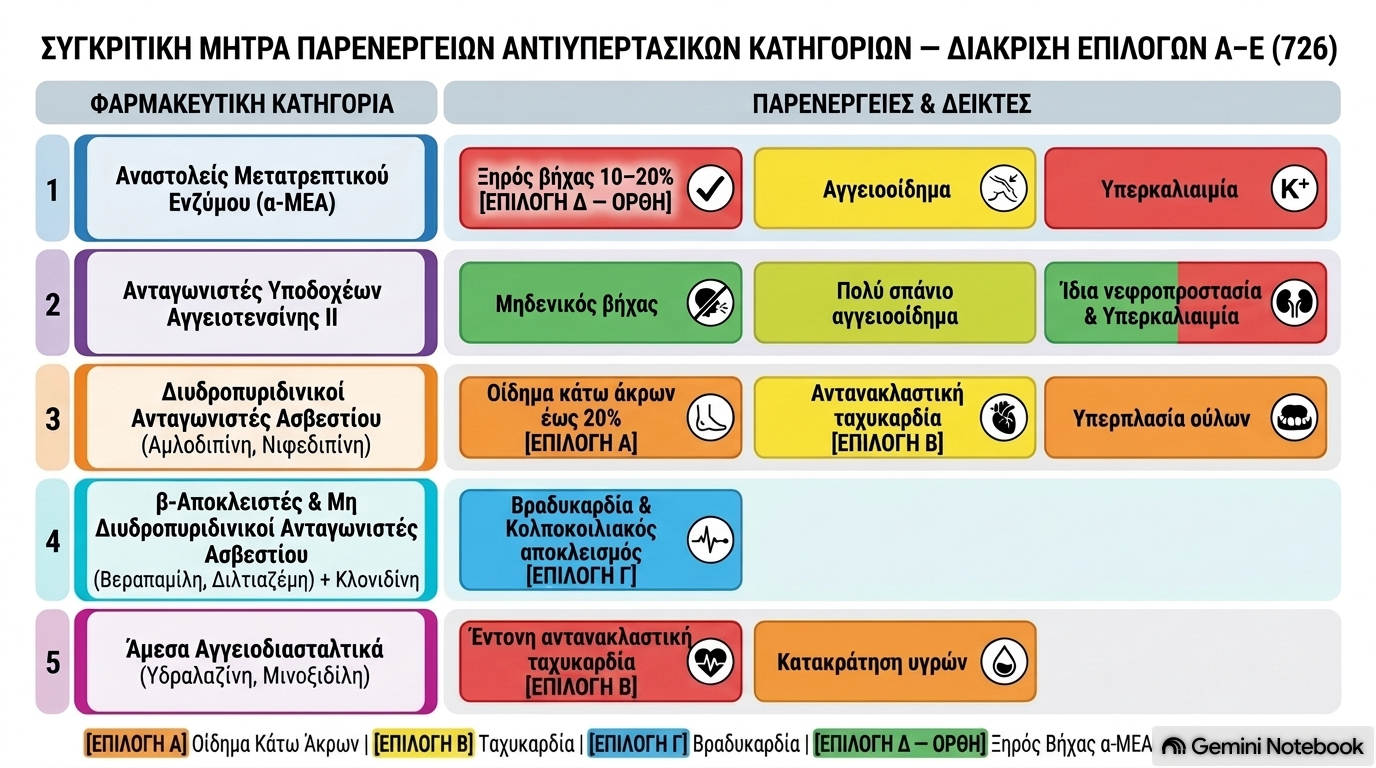 ΣΥΓΚΡΙΤΙΚΗ ΜΗΤΡΑ ΠΑΡΕΝΕΡΓΕΙΩΝ ΑΝΤΙΥΠΕΡΤΑΣΙΚΩΝ ΚΑΤΗΓΟΡΙΩΝ — ΔΙΑΚΡΙΣΗ ΕΠΙΛΟΓΩΝ Α–Ε (726)
ΦΑΡΜΑΚΕΥΤΙΚΗ ΚΑΤΗΓΟΡΙΑ
ΠΑΡΕΝΕΡΓΕΙΕΣ & ΔΕΙΚΤΕΣ
1
Αναστολείς Μετατρεπτικού
Ενζύμου (α-ΜΕΑ)
Ξηρός βήχας 10–20%
[ΕΠΙΛΟΓΗ Δ — ΟΡΘΗ]
Αγγειοοίδημα
Υπερκαλιαιμία
K+
2
Ανταγωνιστές Υποδοχέων
Αγγειοτενσίνης ΙΙ
Μηδενικός βήχας
Πολύ σπάνιο
αγγειοοίδημα
Ίδια νεφροπροστασία
& Υπερκαλιαιμία
3
Διυδροπυριδινικοί
Ανταγωνιστές Ασβεστίου
(Αμλοδιπίνη, Νιφεδιπίνη)
Οίδημα κάτω άκρων
έως 20%
[ΕΠΙΛΟΓΗ Α]
Αντανακλαστική
ταχυκαρδία
[ΕΠΙΛΟΓΗ Β]
Υπερπλασία ούλων
4
β-Αποκλειστές & Μη
Διυδροπυριδινικοί Ανταγωνιστές
Ασβεστίου
(Βεραπαμίλη, Διλτιαζέμη) + Κλονιδίνη
Βραδυκαρδία &
Κολποκοιλιακός
αποκλεισμός
[ΕΠΙΛΟΓΗ Γ]
5
Άμεσα Αγγειοδιασταλτικά
(Υδραλαζίνη, Μινοξιδίλη)
Έντονη αντανακλαστική
ταχυκαρδία
[ΕΠΙΛΟΓΗ Β]
Κατακράτηση υγρών
[ΕΠΙΛΟΓΗ Α] Οίδημα Κάτω Άκρων | [ΕΠΙΛΟΓΗ Β] Ταχυκαρδία | [ΕΠΙΛΟΓΗ Γ] Βραδυκαρδία | [ΕΠΙΛΟΓΗ Δ — ΟΡΘΗ] Ξηρός Βήχας α-ΜΕΑ
Gemini Notebook